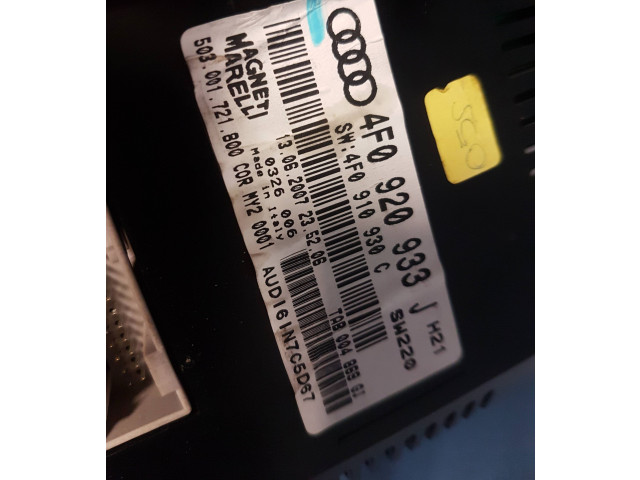 4F0 920 933 J H21
SW:4F0 910 930 C SW220
MAGNETI
MARELLI
13.06.2007 23.52.06
0326 006
Made in Italy
503.001.721.800 COR MY2 0001
AUDI61N7C5D67